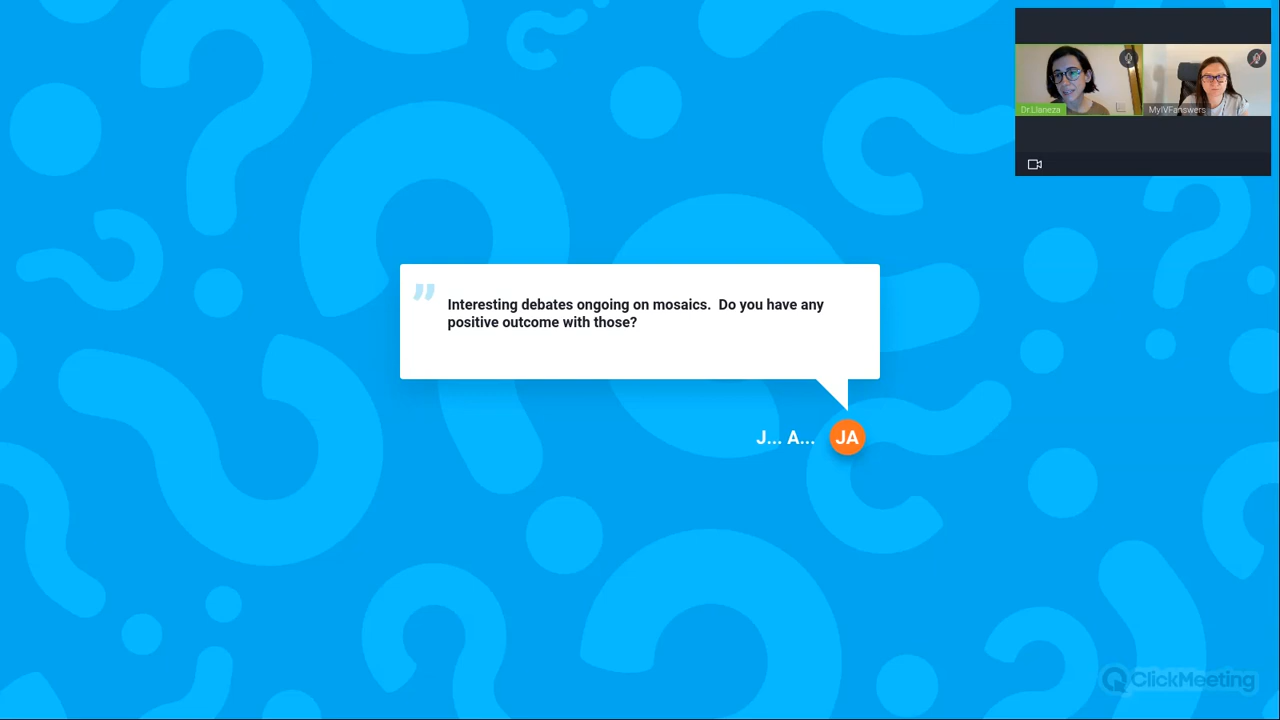 Dr.Llaneza
MyIVFanswers
Interesting debates ongoing on mosaics.  Do you have any
positive outcome with those?
J... A...
JA
ClickMeeting